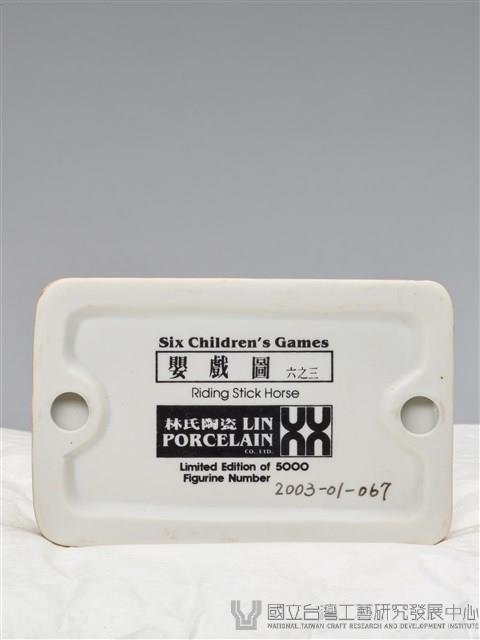 Six Children's Games
嬰戲圖 六之三
Riding Stick Horse
林氏陶瓷 LIN
PORCELAIN
CO., LTD.
Limited Edition of 5000
Figurine Number 2003-01-067
國立台灣工藝研究發展中心
NATIONAL TAIWAN CRAFT RESEARCH AND DEVELOPMENT INSTITUTE